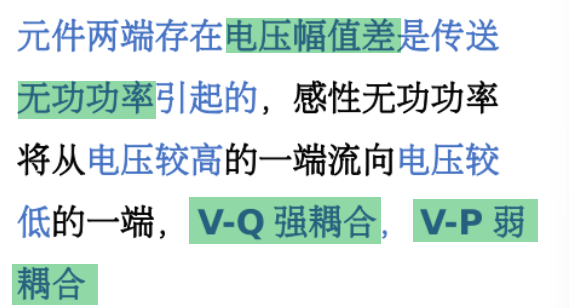 元件两端存在电压幅值差是传送
无功功率引起的，感性无功功率
将从电压较高的一端流向电压较
低的一端，V-Q 强耦合，V-P 弱
耦合